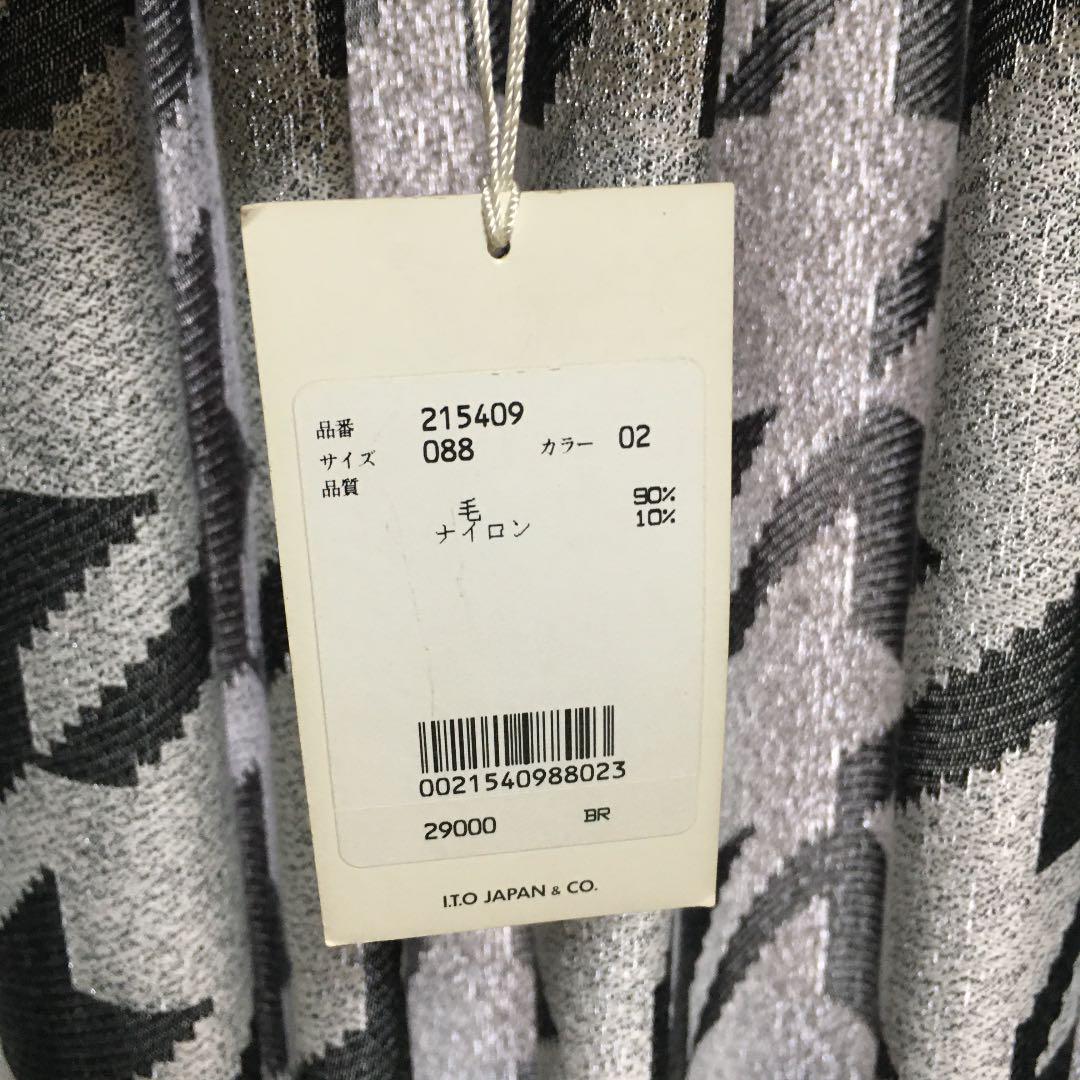 品番 215409
サイズ 088 カラー 02
品質
毛 90%
ナイロン 10%
0021540988023
29000 BR
I.T.O JAPAN & CO.